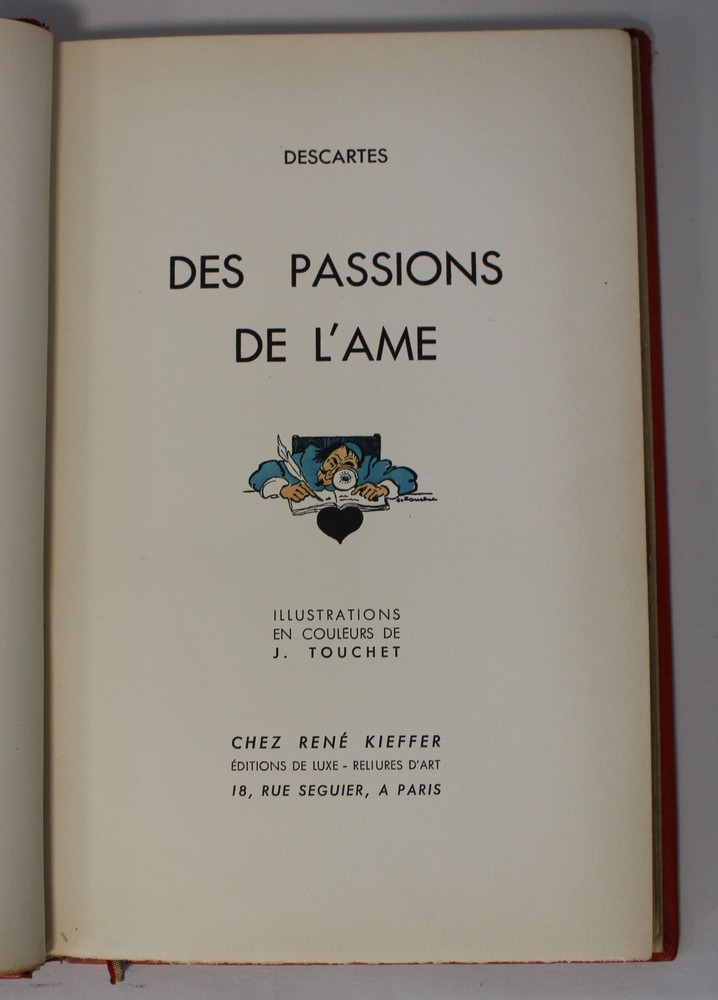 DESCARTES
DES PASSIONS
DE L'AME
J. Touchet
ILLUSTRATIONS
EN COULEURS DE
J. TOUCHET
CHEZ RENÉ KIEFFER
ÉDITIONS DE LUXE - RELIURES D'ART
18, RUE SEGUIER, A PARIS